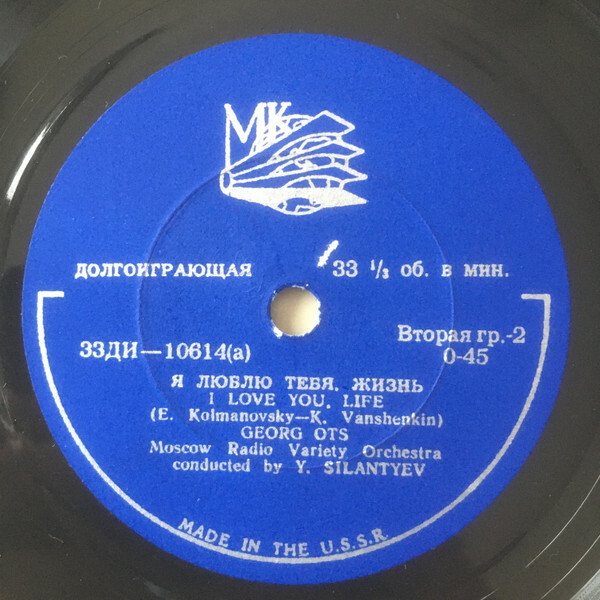 МК
ДОЛГОИГРАЮЩАЯ 33 ⅓ об. в мин.
33ДИ—10614(а) Вторая гр.-2
0-45
Я ЛЮБЛЮ ТЕБЯ, ЖИЗНЬ
I LOVE YOU, LIFE
(E. Kolmanovsky—K. Vanshenkin)
GEORG OTS
Moscow Radio Variety Orchestra
conducted by Y. SILANTYEV
MADE IN THE U.S.S.R.